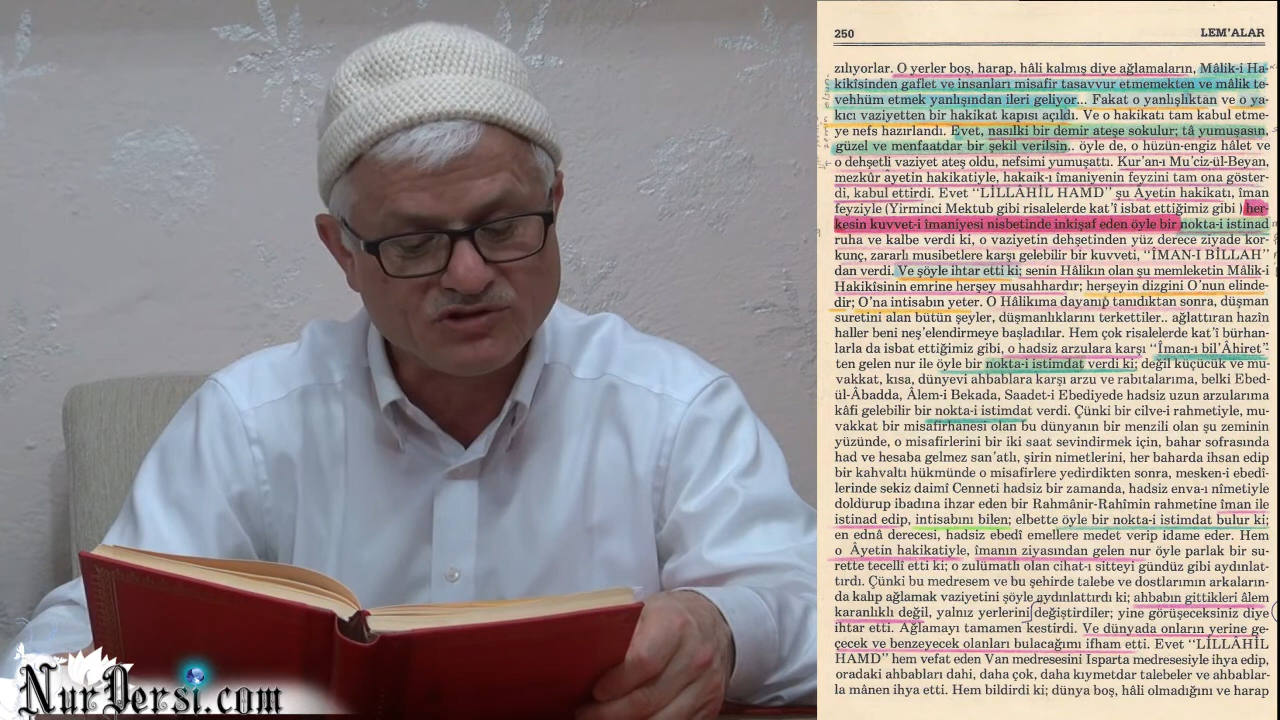 250 LEM'ALAR
zılıyorlar. O yerler boş, harap, hâli kalmış diye ağlamaların, Mâlik-i Ha-
kikîsinden gaflet ve insanları misafir tasavvur etmemekten ve mâlik te-
vehhüm etmek yanlışından ileri geliyor... Fakat o yanlışlıktan ve o ya-
kıcı vaziyetten bir hakikat kapısı açıldı. Ve o hakikatı tam kabul etme-
ye nefs hazırlandı. Evet, nasılki bir demir ateşe sokulur; tâ yumuşasın,
güzel ve menfaatdar bir şekil verilsin.. öyle de, o hüzün-engiz hâlet ve
o dehşetli vaziyet ateş oldu, nefsimi yumuşattı. Kur'an-ı Mu'ciz-ül-Beyan,
mezkûr âyetin hakikatiyle, hakaik-ı imaniyenin feyzini tam ona göster-
di, kabul ettirdi. Evet "LİLLÂHİL HAMD" şu Âyetin hakikatı, iman
feyziyle (Yirminci Mektub gibi risalelerde kat'î isbat ettiğimiz gibi ) her-
kesin kuvvet-i îmaniyesi nisbetinde inkişaf eden öyle bir nokta-i istinad
ruha ve kalbe verdi ki, o vaziyetin dehşetinden yüz derece ziyade kor-
kunç, zararlı musibetlere karşı gelebilir bir kuvveti, "ÎMAN-I BİLLAH"
dan verdi. Ve şöyle ihtar etti ki; senin Hâlikın olan şu memleketin Mâlik-i
Hakikîsinin emrine herşey musahhardır; herşeyin dizgini O'nun elinde-
dir; O'na intisabın yeter. O Hâlikıma dayanıp tanıdıktan sonra, düşman
suretini alan bütün şeyler, düşmanlıklarını terkettiler.. ağlattıran hazîn
haller beni neş'elendirmeye başladılar. Hem çok risalelerde kat'î bürhan-
larla da isbat ettiğimiz gibi, o hadsiz arzulara karşı "Îman-ı bil'Âhiret"-
ten gelen nur ile öyle bir nokta-i istimdat verdi ki; değil küçücük ve mu-
vakkat, kısa, dünyevi ahbablara karşı arzu ve rabıtalarıma, belki Ebed-
ül-Âbadda, Âlem-i Bekada, Saadet-i Ebediyede hadsiz uzun arzularıma
kâfi gelebilir bir nokta-i istimdat verdi. Çünki bir cilve-i rahmetiyle, mu-
vakkat bir misafirhanesi olan bu dünyanın bir menzili olan şu zeminin
yüzünde, o misafirlerini bir iki saat sevindirmek için, bahar sofrasında
had ve hesaba gelmez san'atlı, şirin nimetlerini, her baharda ihsan edip
bir kahvaltı hükmünde o misafirlere yedirdikten sonra, mesken-i ebedî-
lerinde sekiz daimî Cenneti hadsiz bir zamanda, hadsiz enva-ı nîmetiyle
doldurup ibadına ihzar eden bir Rahmânir-Rahîmin rahmetine îman ile
istinad edip, intisabını bilen; elbette öyle bir nokta-i istimdat bulur ki;
en ednâ derecesi, hadsiz ebedî emellere medet verip idame eder. Hem
o Âyetin hakikatiyle, îmanın ziyasından gelen nur öyle parlak bir su-
rette tecellî etti ki; o zulümatlı olan cihat-ı sitteyi gündüz gibi aydınlat-
tırdı. Çünki bu medresem ve bu şehirde talebe ve dostlarımın arkaların-
da kalıp ağlamak vaziyetini şöyle aydınlattırdı ki; ahbabın gittikleri âlem
karanlıklı değil, yalnız yerlerini değiştirdiler; yine görüşeceksiniz diye
ihtar etti. Ağlamayı tamamen kestirdi. Ve dünyada onların yerine ge-
çecek ve benzeyecek olanları bulacağımı ifham etti. Evet "LİLLÂHİL
HAMD" hem vefat eden Van medresesini Isparta medresesiyle ihya edip,
oradaki ahbabları dahi, daha çok, daha kıymetdar talebeler ve ahbablar-
la mânen ihya etti. Hem bildirdi ki; dünya boş, hâli olmadığını ve harap
NurDersi.com